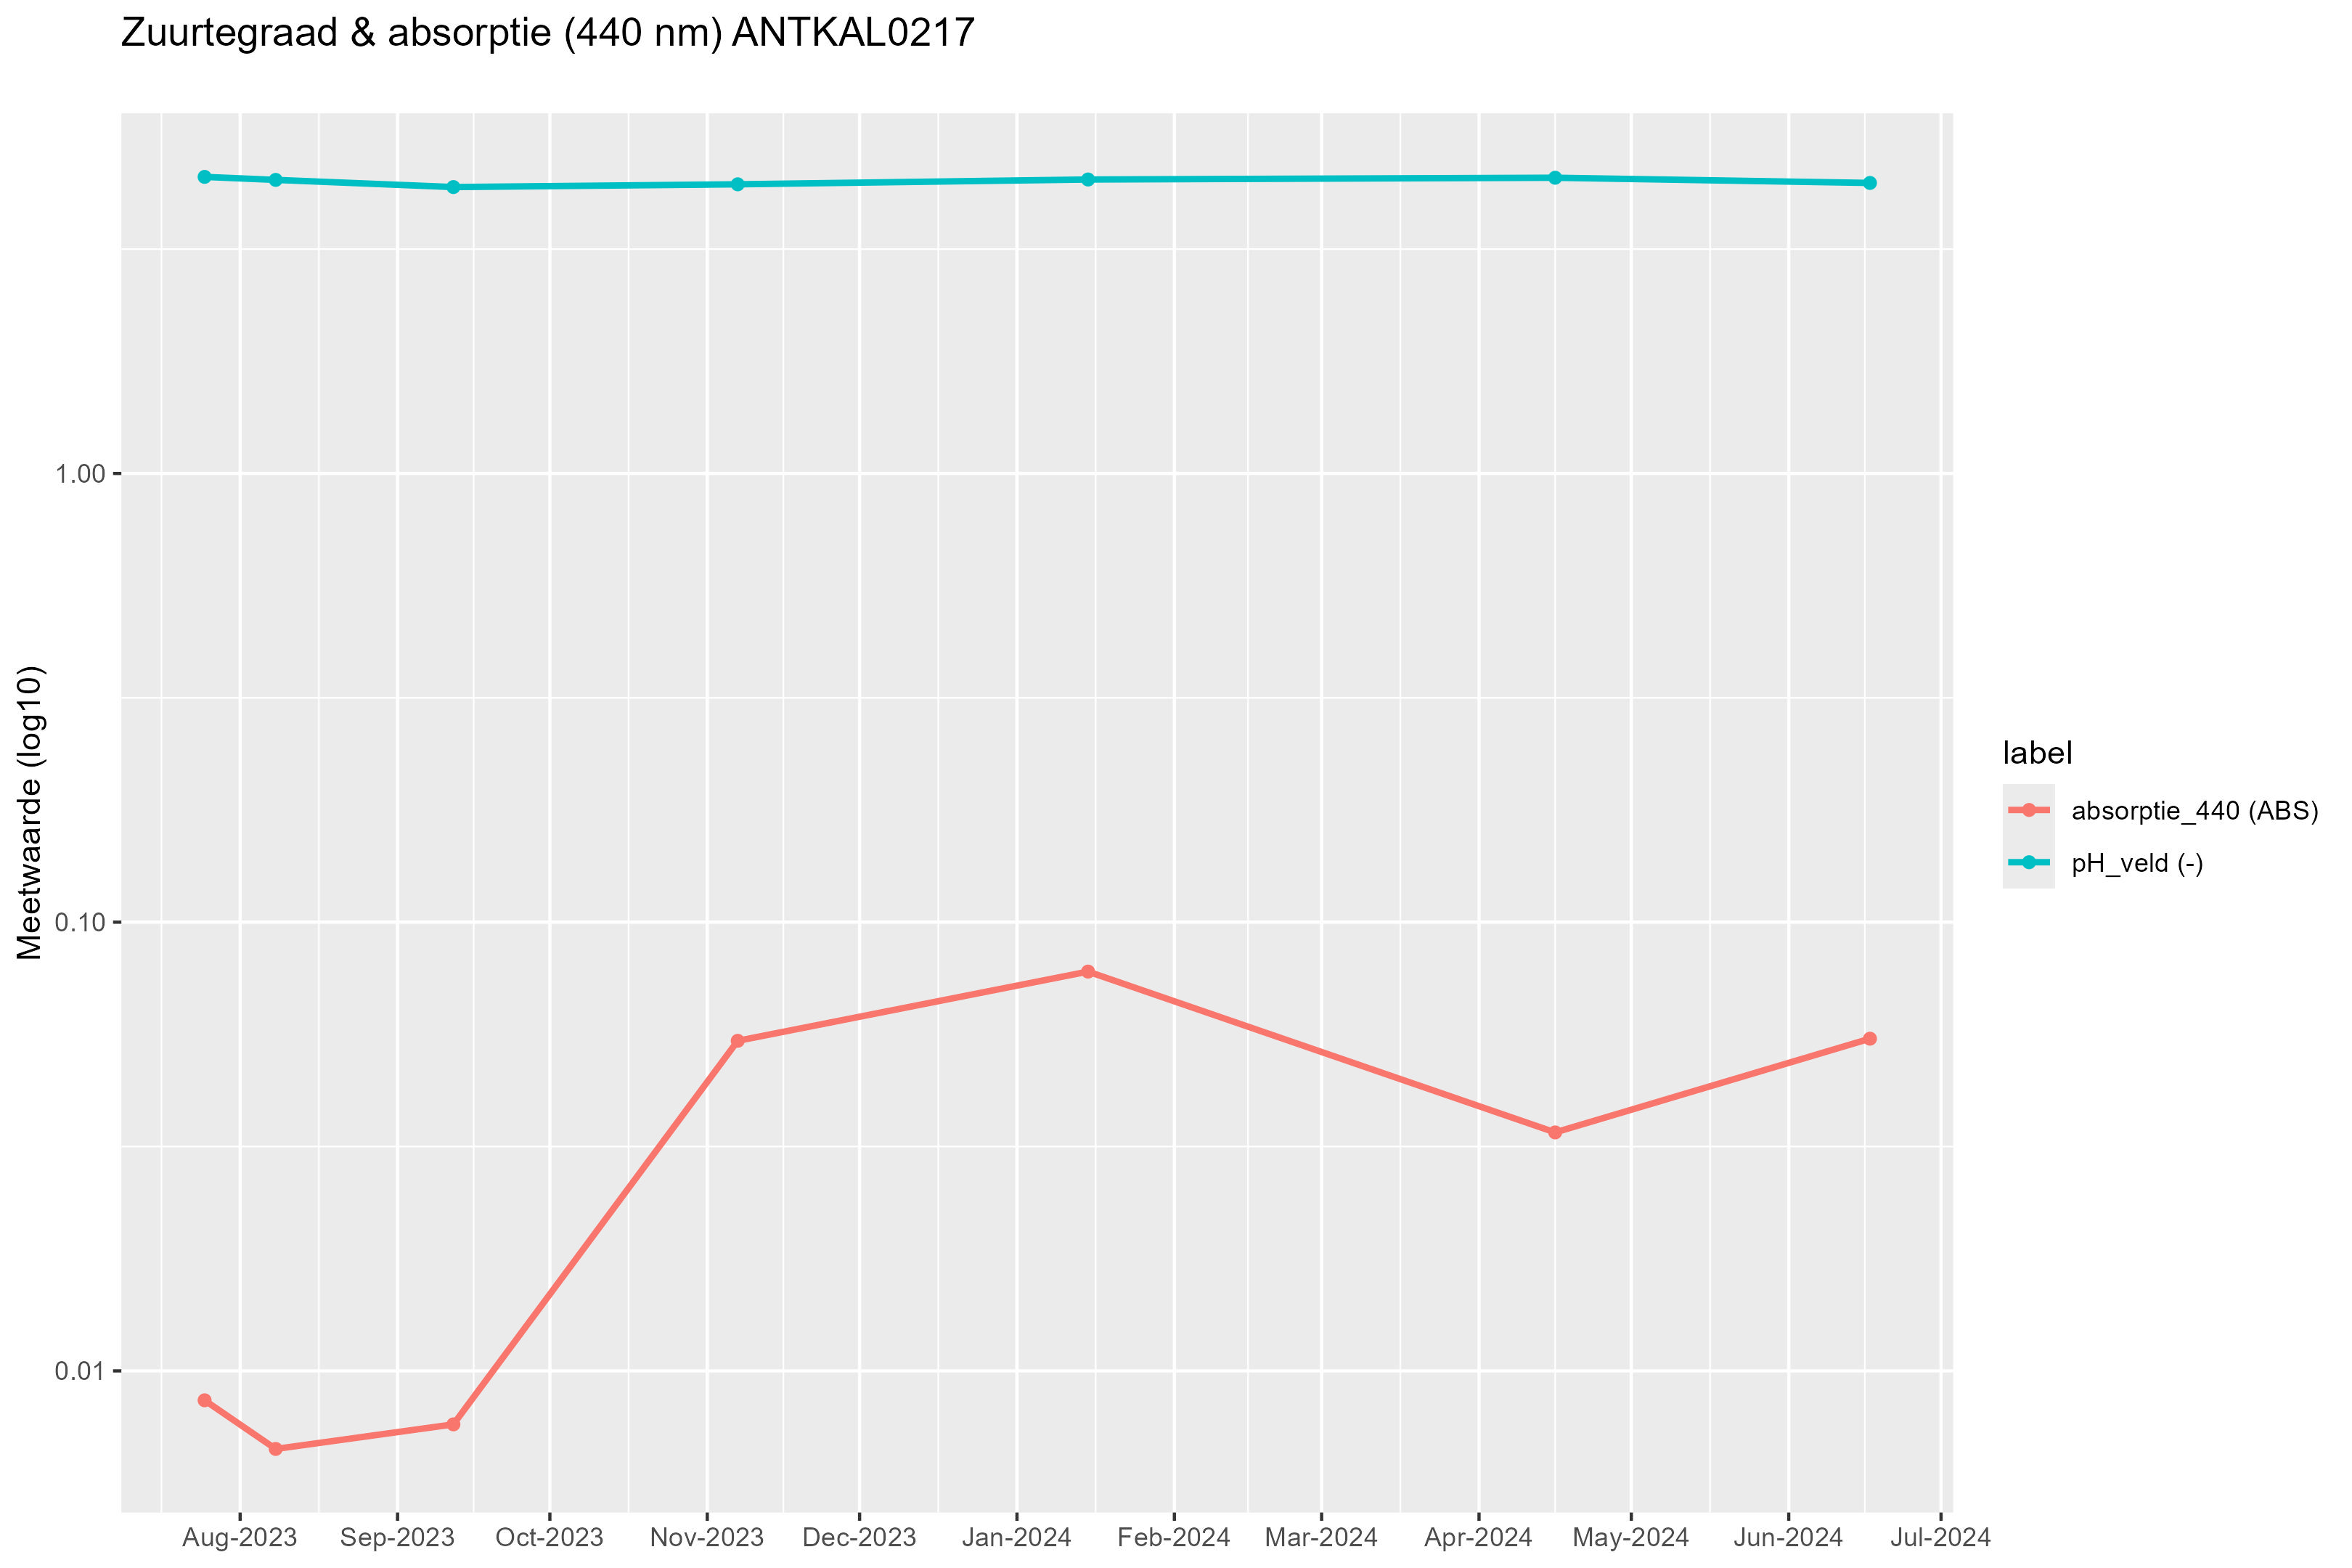 Zuurtegraad & absorptie (440 nm) ANTKAL0217
Meetwaarde (log10)
1.00
0.10
0.01
Aug-2023 Sep-2023 Oct-2023 Nov-2023 Dec-2023 Jan-2024 Feb-2024 Mar-2024 Apr-2024 May-2024 Jun-2024 Jul-2024
label
absorptie_440 (ABS)
pH_veld (-)